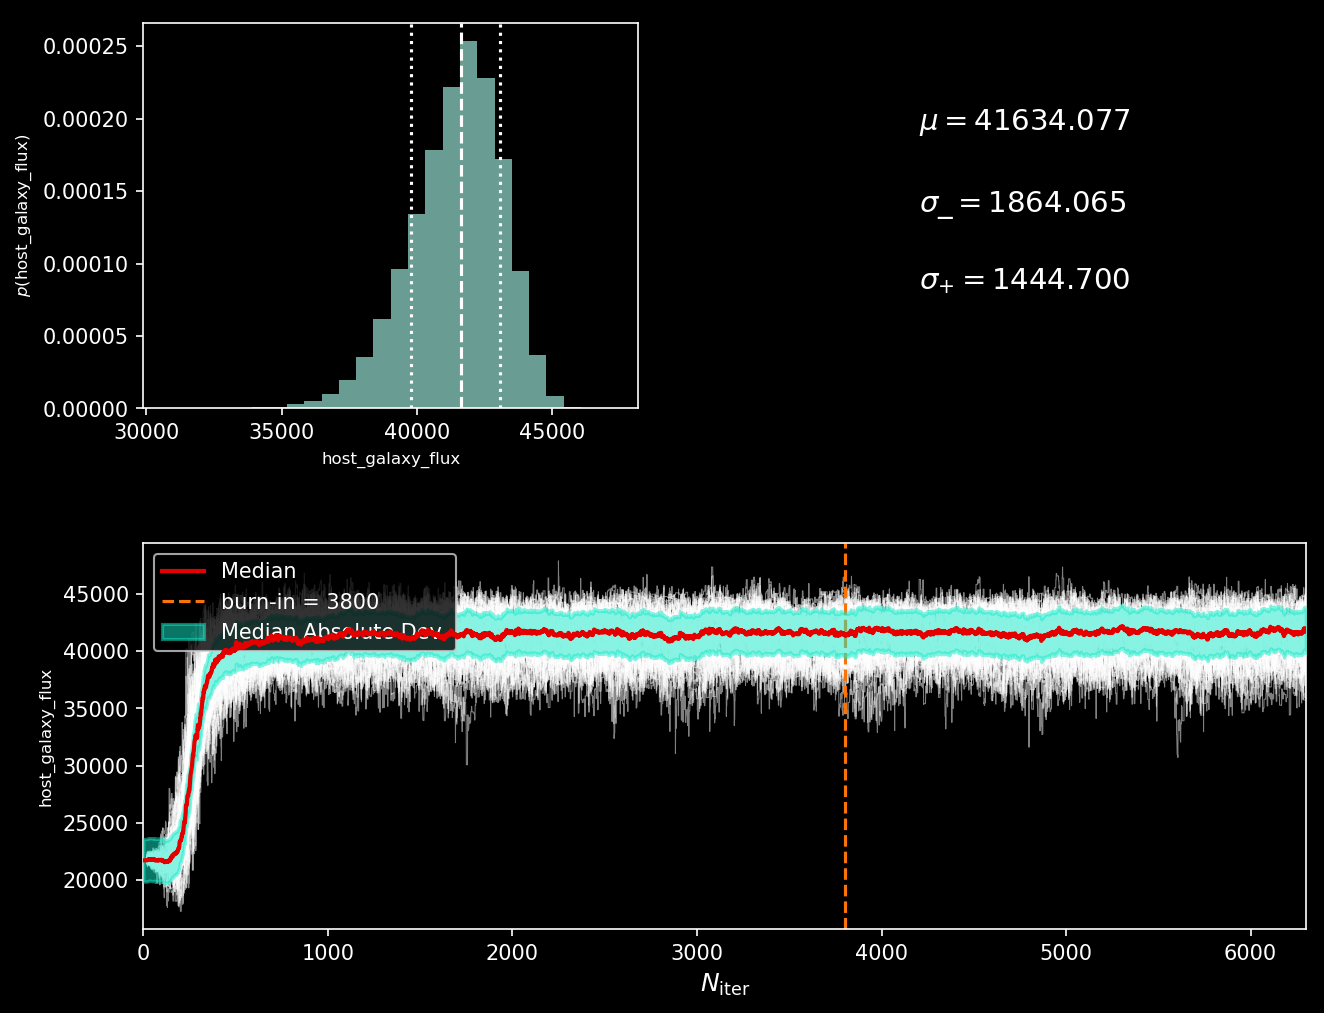 0.00025
0.00020
0.00015
0.00010
0.00005
0.00000
p(host_galaxy_flux)
30000 35000 40000 45000
host_galaxy_flux
μ = 41634.077
σ_ = 1864.065
σ+ = 1444.700
45000
40000
35000
30000
25000
20000
host_galaxy_flux
Median
burn-in = 3800
Median Absolute Dev.
0 1000 2000 3000 4000 5000 6000
Niter